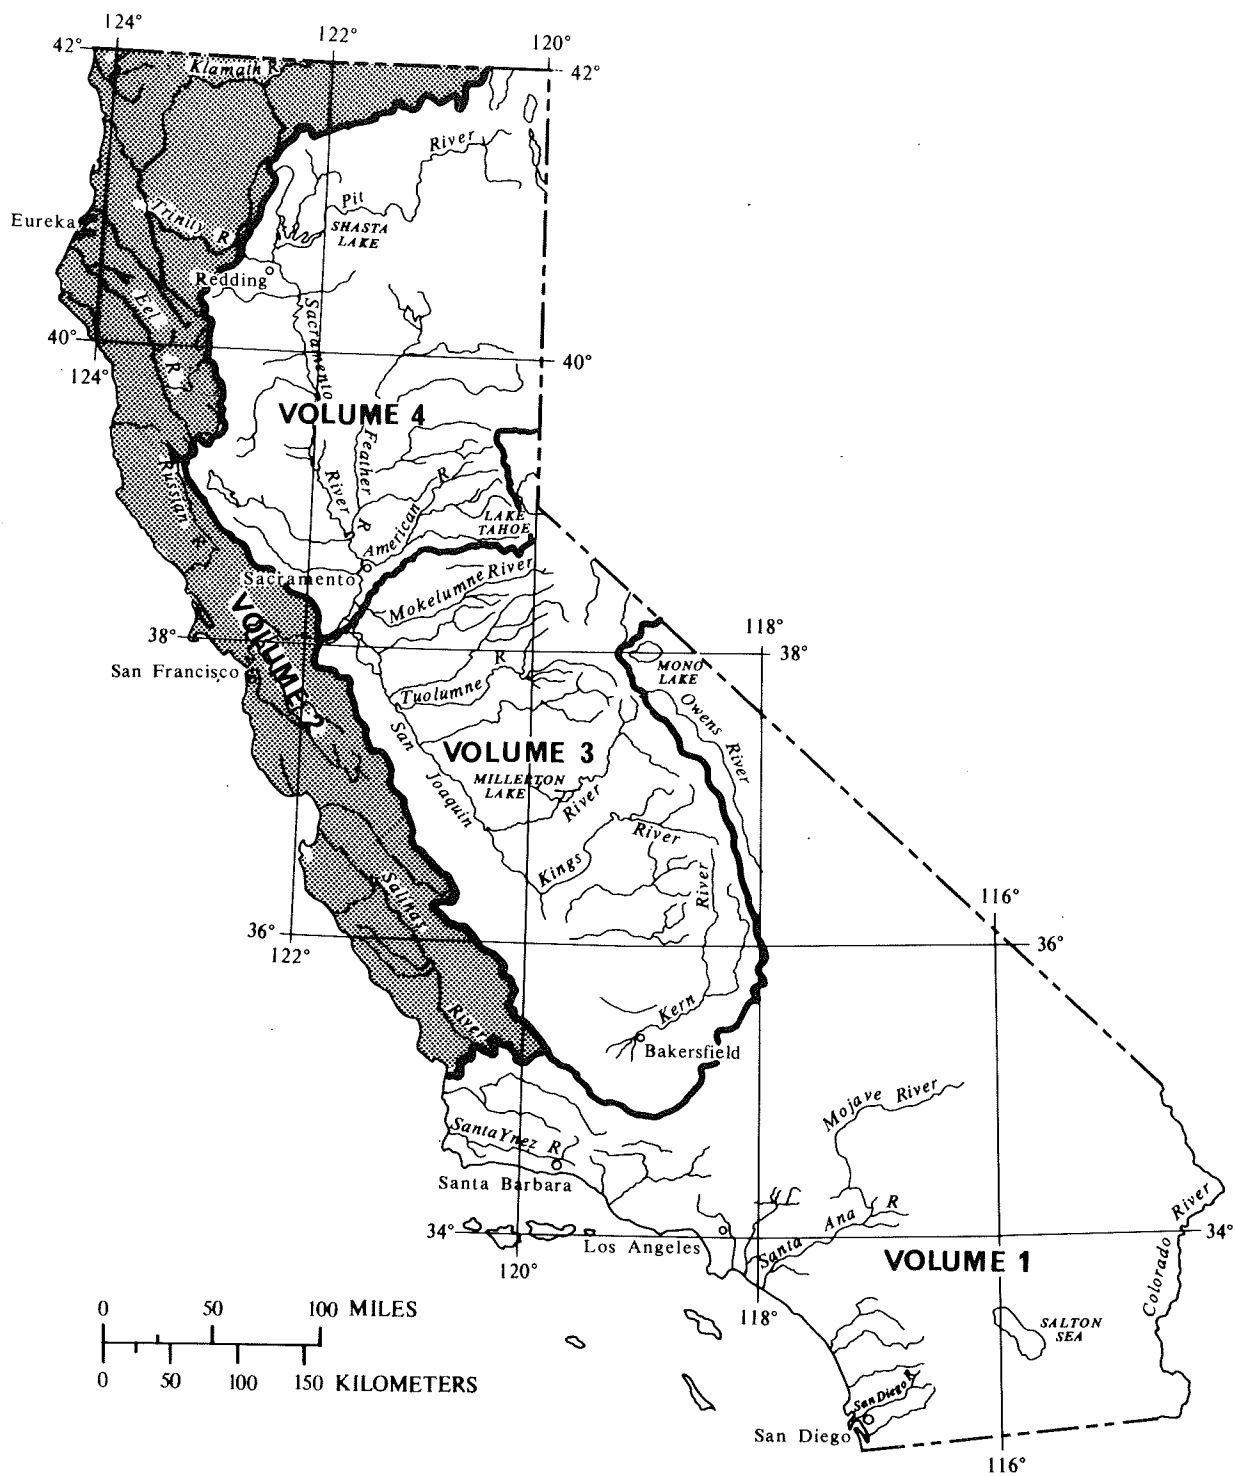 124°
122°
120°
42°
42°
Klamath R
River
Pit
Trinity R
SHASTA
LAKE
Eureka
Redding
Eel
R
Sacramento
River
40°
40°
124°
VOLUME 4
Feather
R
Russian R
American
R
LAKE
TAHOE
Sacramento
Mokelumne River
VOLUME 2
118°
38°
38°
MONO
LAKE
San Francisco
Tuolumne
R
Owens River
San
Joaquin
VOLUME 3
MILLERTON
LAKE
River
River
Kings
River
Salinas
River
116°
36°
36°
122°
Kern
Bakersfield
Mojave River
Santa Ynez R
Santa Barbara
Colorado River
34°
34°
Santa Ana R
Los Angeles
VOLUME 1
120°
118°
SALTON
SEA
0 50 100 MILES
0 50 100 150 KILOMETERS
San Diego R
San Diego
116°